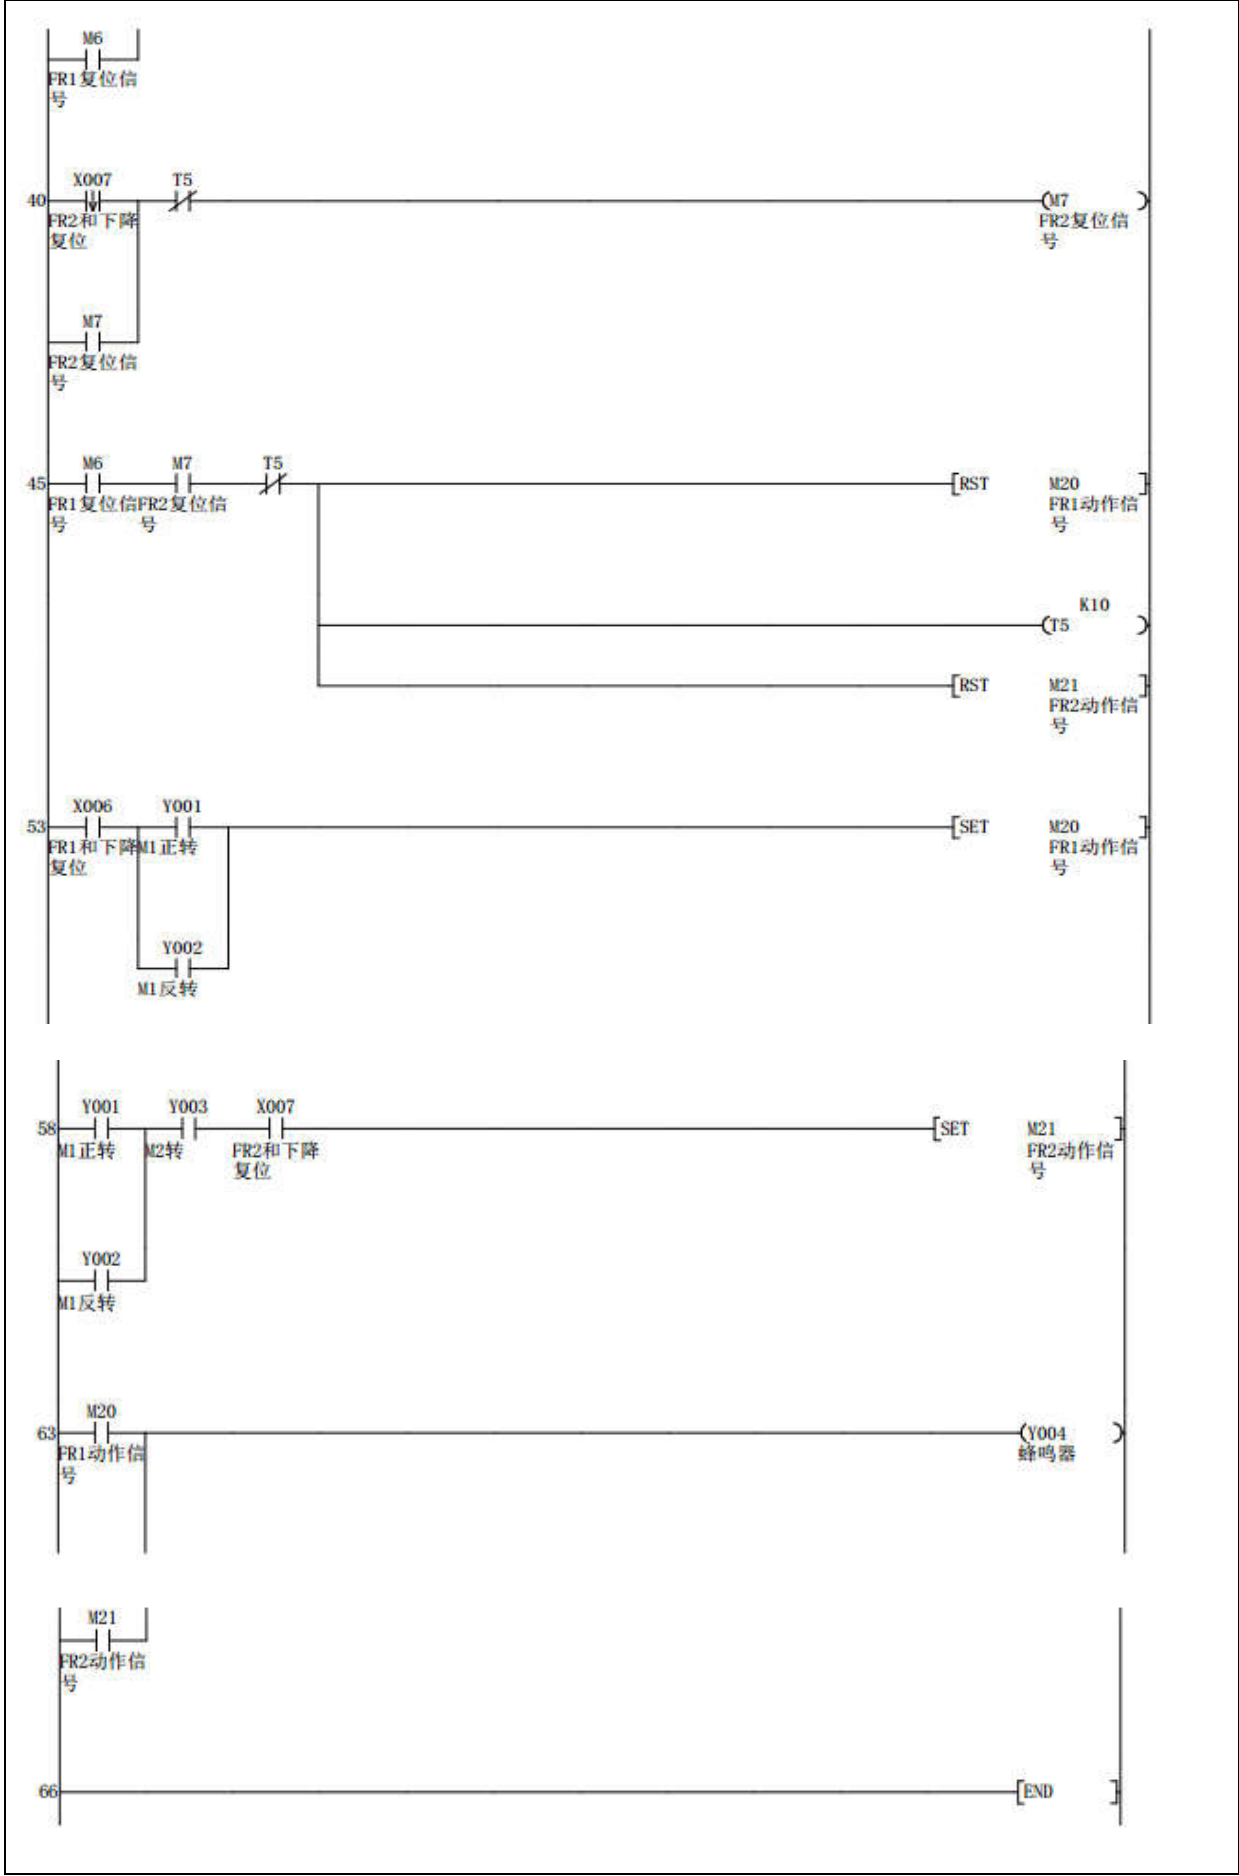 M6
FR1复位信
号
X007 T5
40 (M7 )
FR2和下降 FR2复位信
复位 号
M7
FR2复位信
号
M6 M7 T5
45 [RST M20 ]
FR1复位信FR2复位信 FR1动作信
号 号 号
K10
(T5 )
[RST M21 ]
FR2动作信
号
X006 Y001
53 [SET M20 ]
FR1和下降M1正转 FR1动作信
复位 号
Y002
M1反转
Y001 Y003 X007
58 [SET M21 ]
M1正转 M2转 FR2和下降 FR2动作信
复位 号
Y002
M1反转
M20
63 (Y004 )
FR1动作信 蜂鸣器
号
M21
FR2动作信
号
66 [END ]